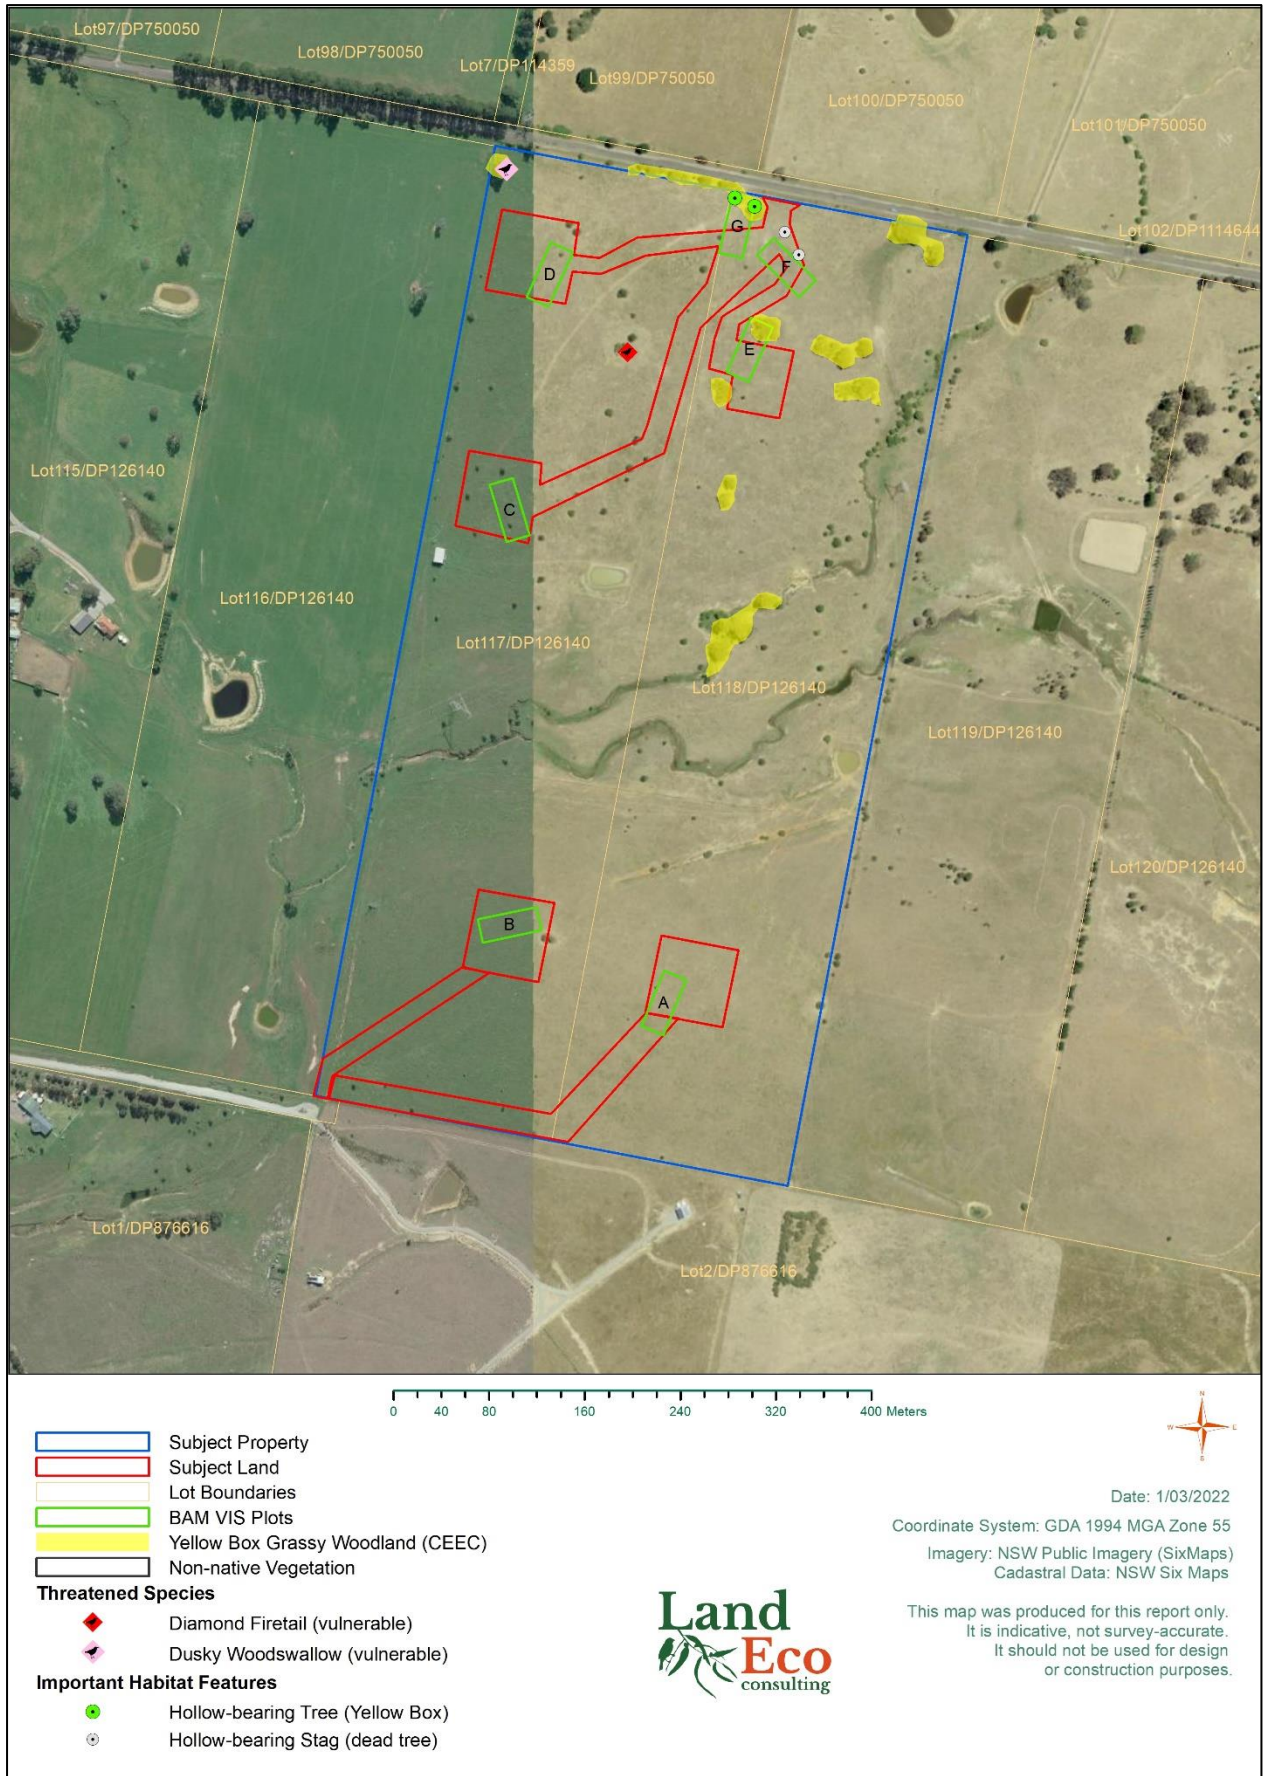 Lot97/DP750050
Lot98/DP750050
Lot7/DP114359
Lot99/DP750050
Lot100/DP750050
Lot101/DP750050
Lot102/DP1114644
G
D
F
E
Lot115/DP126140
C
Lot116/DP126140
Lot117/DP126140
Lot118/DP126140
Lot119/DP126140
Lot120/DP126140
B
A
Lot1/DP876616
Lot2/DP876616
0 40 80 160 240 320 400 Meters
N
W E
S
Subject Property
Subject Land
Lot Boundaries
BAM VIS Plots
Yellow Box Grassy Woodland (CEEC)
Non-native Vegetation
Threatened Species
Diamond Firetail (vulnerable)
Dusky Woodswallow (vulnerable)
Important Habitat Features
Hollow-bearing Tree (Yellow Box)
Hollow-bearing Stag (dead tree)
Land
Eco
consulting
Date: 1/03/2022
Coordinate System: GDA 1994 MGA Zone 55
Imagery: NSW Public Imagery (SixMaps)
Cadastral Data: NSW Six Maps
This map was produced for this report only.
It is indicative, not survey-accurate.
It should not be used for design
or construction purposes.